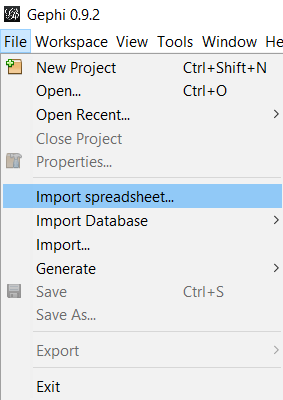 Gephi 0.9.2
File Workspace View Tools Window He
New Project Ctrl+Shift+N
Open... Ctrl+O
Open Recent...
Close Project
Properties...
Import spreadsheet...
Import Database
Import...
Generate
Save Ctrl+S
Save As...
Export
Exit